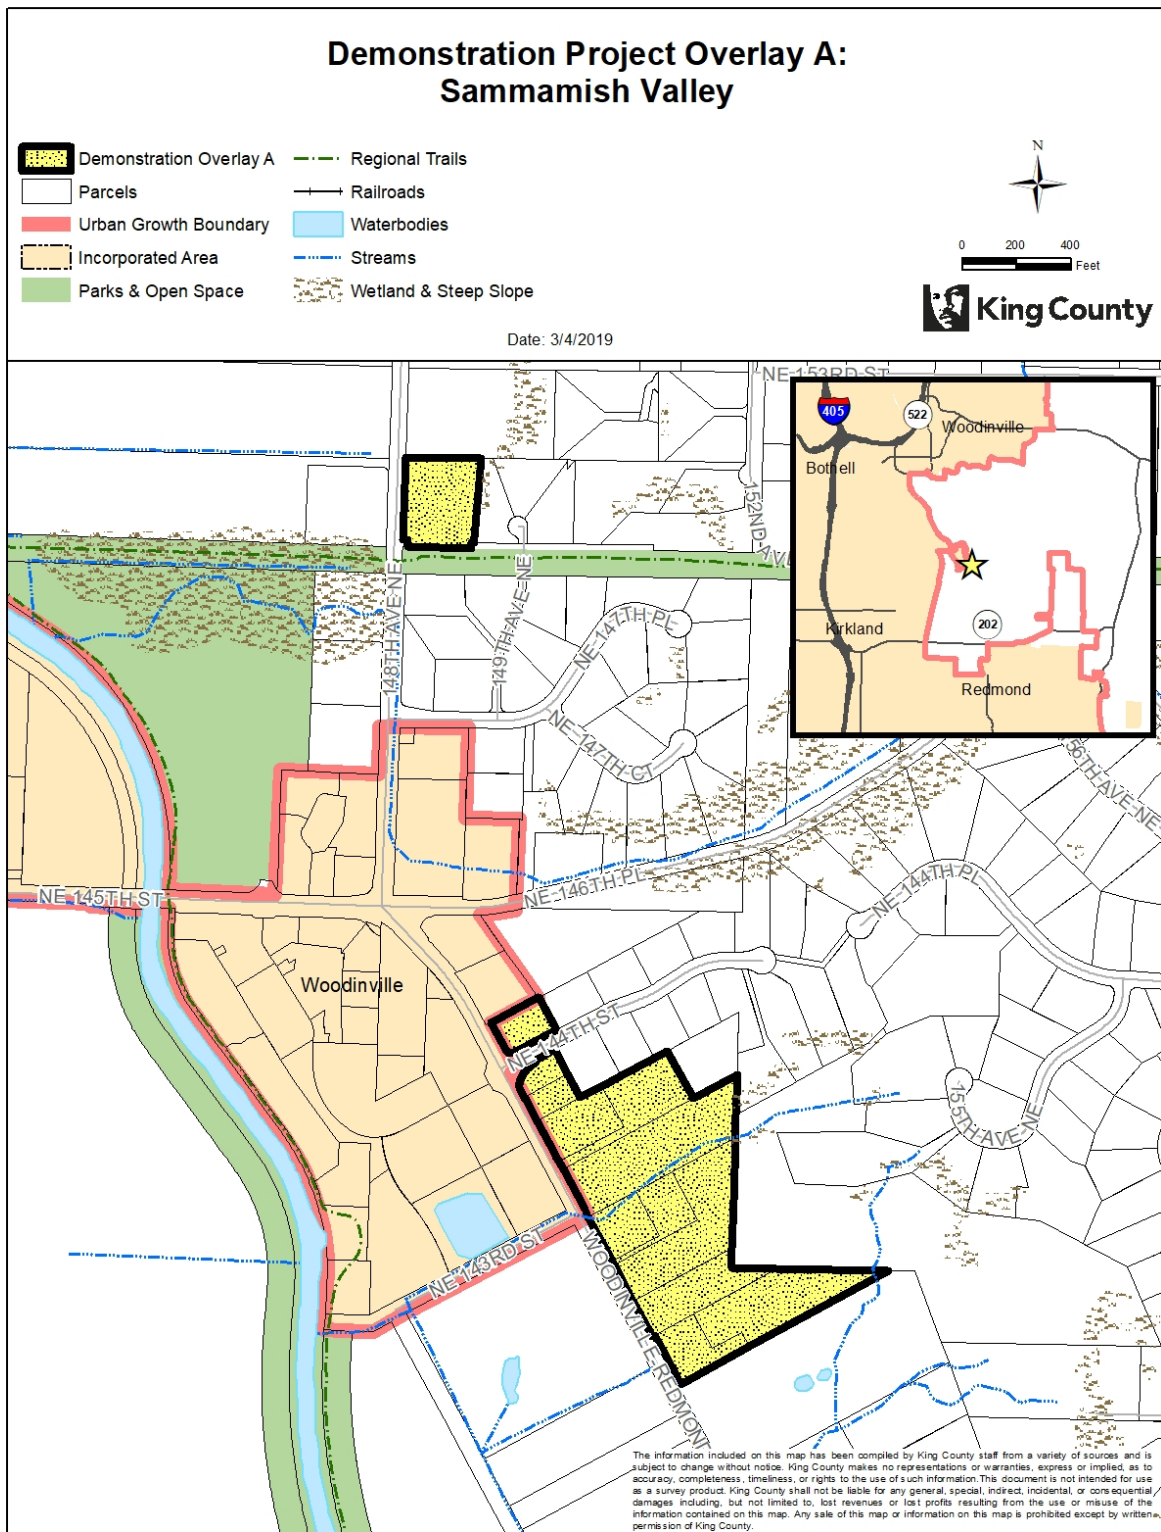 Demonstration Project Overlay A:
Sammamish Valley
Demonstration Overlay A
Parcels
Urban Growth Boundary
Incorporated Area
Parks & Open Space
Regional Trails
Railroads
Waterbodies
Streams
Wetland & Steep Slope
N
0 200 400
Feet
King County
Date: 3/4/2019
NE 153RD ST
405
522
Woodinville
Bothell
Kirkland
202
Redmond
152ND AVE
148TH AVE NE
149TH AVE NE
NE 147TH PL
NE 147TH CT
156TH AVE NE
NE 145TH ST
NE 146TH PL
NE 144TH PL
Woodinville
NE 144TH ST
155TH AVE NE
NE 143RD ST
WOODINVILLE-REDMONT
The information included on this map has been compiled by King County staff from a variety of sources and is
subject to change without notice. King County makes no representations or warranties, express or implied, as to
accuracy, completeness, timeliness, or rights to the use of such information. This document is not intended for use
as a survey product. King County shall not be liable for any general, special, indirect, incidental, or consequential
damages including, but not limited to, lost revenues or lost profits resulting from the use or misuse of the
information contained on this map. Any sale of this map or information on this map is prohibited except by written
permission of King County.